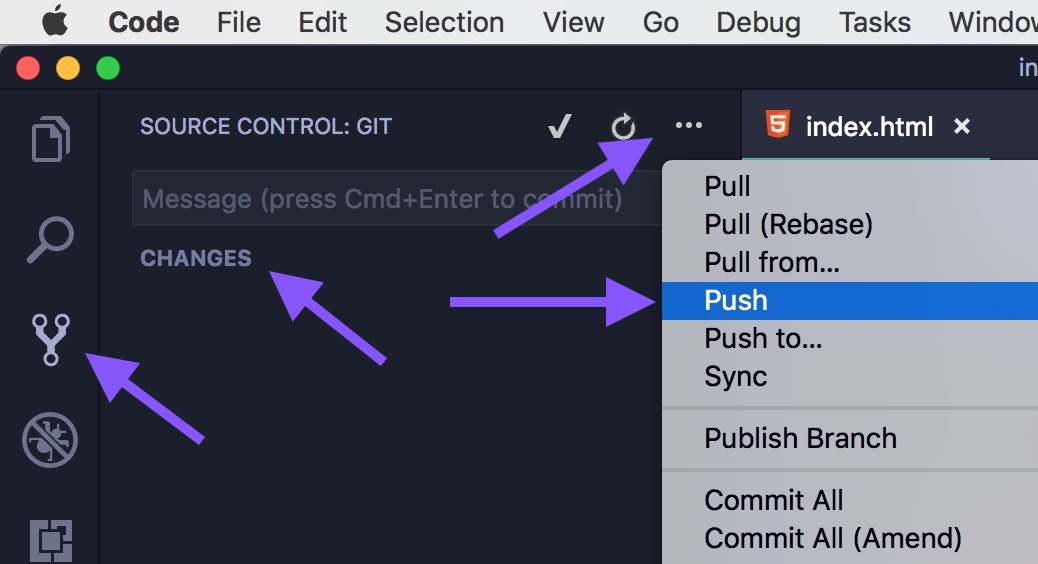 Code File Edit Selection View Go Debug Tasks
in
SOURCE CONTROL: GIT
index.html
Message (press Cmd+Enter to commit)
CHANGES
Pull
Pull (Rebase)
Pull from...
Push
Push to...
Sync
Publish Branch
Commit All
Commit All (Amend)